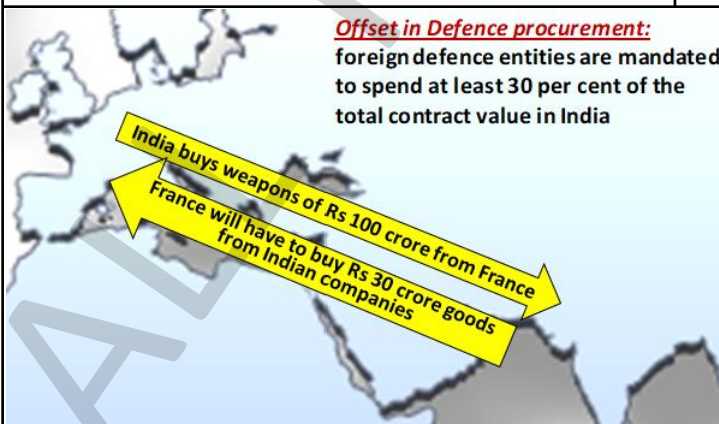 Offset in Defence procurement:
foreign defence entities are mandated
to spend at least 30 per cent of the
total contract value in India
India buys weapons of Rs 100 crore from France
France will have to buy Rs 30 crore goods
from Indian companies